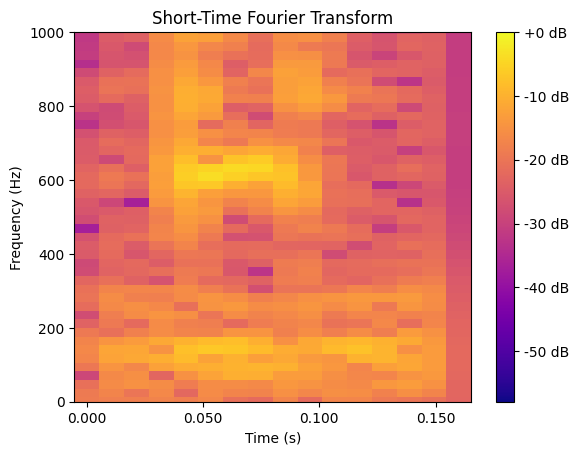 Short-Time Fourier Transform
Frequency (Hz)
1000
800
600
400
200
0
0.000
0.050
0.100
0.150
Time (s)
+0 dB
-10 dB
-20 dB
-30 dB
-40 dB
-50 dB